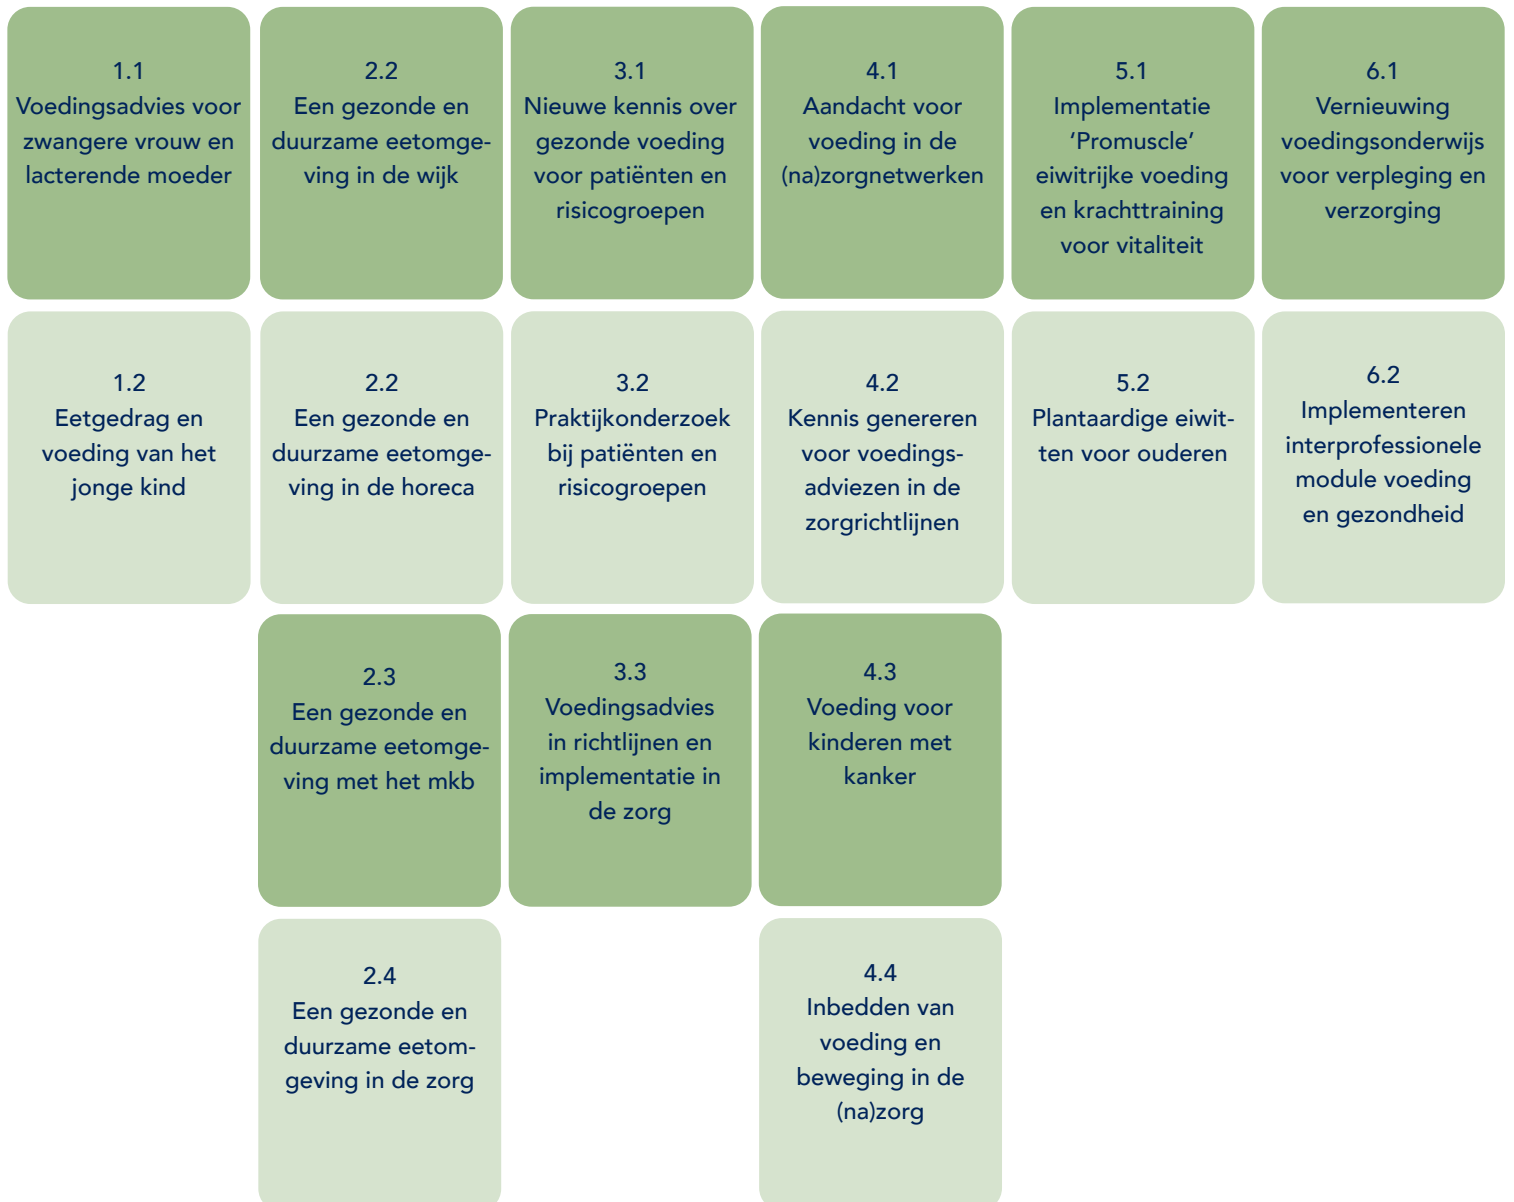 1.1
Voedingsadvies voor
zwangere vrouw en
lacterende moeder
2.2
Een gezonde en
duurzame eetomge-
ving in de wijk
3.1
Nieuwe kennis over
gezonde voeding
voor patiënten en
risicogroepen
4.1
Aandacht voor
voeding in de
(na)zorgnetwerken
5.1
Implementatie
‘Promuscle’
eiwitrijke voeding
en krachttraining
voor vitaliteit
6.1
Vernieuwing
voedingsonderwijs
voor verpleging en
verzorging
1.2
Eetgedrag en
voeding van het
jonge kind
2.2
Een gezonde en
duurzame eetomge-
ving in de horeca
3.2
Praktijkonderzoek
bij patiënten en
risicogroepen
4.2
Kennis genereren
voor voedings-
adviezen in de
zorgrichtlijnen
5.2
Plantaardige eiwit-
ten voor ouderen
6.2
Implementeren
interprofessionele
module voeding
en gezondheid
2.3
Een gezonde en
duurzame eetomge-
ving met het mkb
3.3
Voedingsadvies
in richtlijnen en
implementatie in
de zorg
4.3
Voeding voor
kinderen met
kanker
2.4
Een gezonde en
duurzame eetom-
geving in de zorg
4.4
Inbedden van
voeding en
beweging in de
(na)zorg